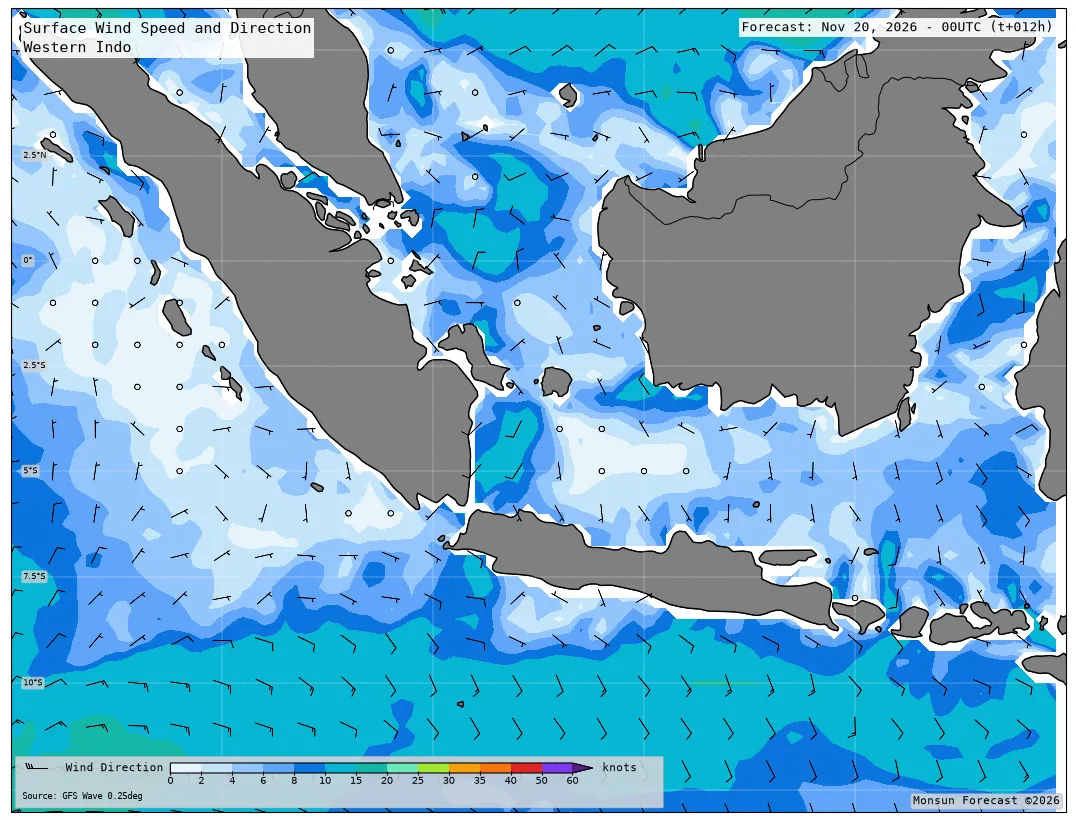 Surface Wind Speed and Direction
Western Indo
Forecast: Nov 20, 2026 - 00UTC (t+012h)
2.5°N
0°
2.5°S
5°S
7.5°S
10°S
Wind Direction
0 2 4 6 8 10 15 20 25 30 35 40 50 60
knots
Source: GFS Wave 0.25deg
Monsun Forecast ©2026